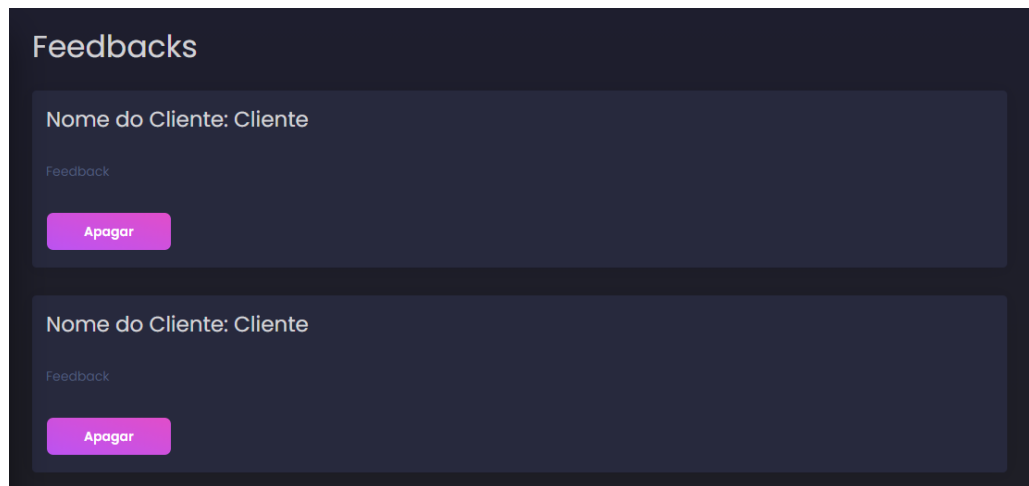 Feedbacks
Nome do Cliente: Cliente
Feedback
Apagar
Nome do Cliente: Cliente
Feedback
Apagar